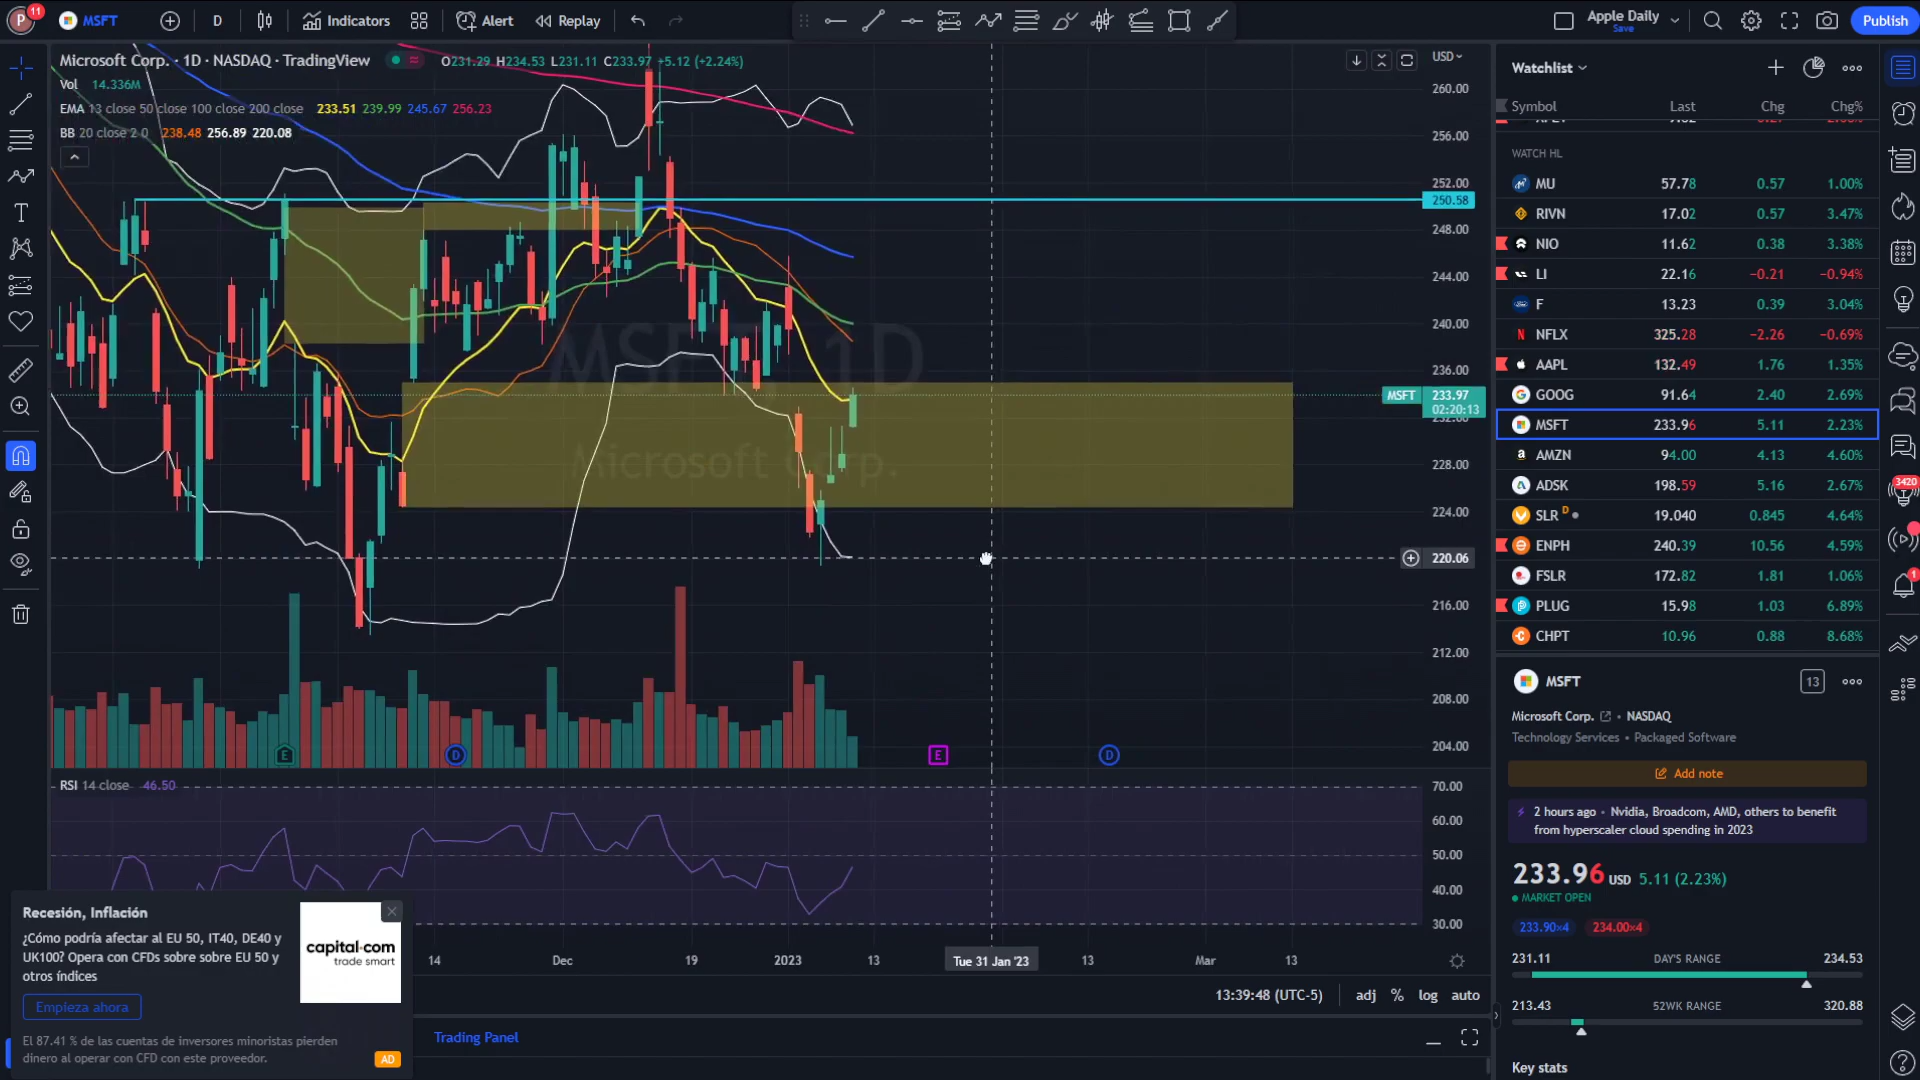 P 11 MSFT D Indicators Alert Replay Apple Daily Save Publish
Microsoft Corp. · 1D · NASDAQ · TradingView O231.29 H234.53 L231.11 C233.97 +5.12 (+2.24%)
Vol 14.336M
EMA 13 close 50 close 100 close 200 close 233.51 239.99 245.67 256.23
BB 20 close 2 0 238.48 256.89 220.08
MSFT, 1D
Microsoft Corp.
USD
260.00
256.00
252.00
250.58
248.00
244.00
240.00
236.00
MSFT 233.97
02:20:13
232.00
228.00
224.00
220.06
216.00
212.00
208.00
204.00
E D E D
RSI 14 close 46.50
70.00
60.00
50.00
40.00
30.00
14 Dec 19 2023 13 Tue 31 Jan '23 13 Mar 13
13:39:48 (UTC-5) adj % log auto
Trading Panel
Recesión, Inflación
¿Cómo podría afectar al EU 50, IT40, DE40 y
UK100? Opera con CFDs sobre sobre EU 50 y
otros índices
Empieza ahora
capital.com
trade smart
El 87.41 % de las cuentas de inversores minoristas pierden
dinero al operar con CFD con este proveedor.
AD
Watchlist
Symbol Last Chg Chg%
WATCH HL
MU 57.78 0.57 1.00%
RIVN 17.02 0.57 3.47%
NIO 11.62 0.38 3.38%
LI 22.16 −0.21 −0.94%
F 13.23 0.39 3.04%
NFLX 325.28 −2.26 −0.69%
AAPL 132.49 1.76 1.35%
GOOG 91.64 2.40 2.69%
MSFT 233.96 5.11 2.23%
AMZN 94.00 4.13 4.60%
ADSK 198.59 5.16 2.67%
SLR D 19.040 0.845 4.64%
ENPH 240.39 10.56 4.59%
FSLR 172.82 1.81 1.06%
PLUG 15.98 1.03 6.89%
CHPT 10.96 0.88 8.68%
MSFT 13
Microsoft Corp. • NASDAQ
Technology Services • Packaged Software
Add note
2 hours ago • Nvidia, Broadcom, AMD, others to benefit
from hyperscaler cloud spending in 2023
233.96 USD 5.11 (2.23%)
MARKET OPEN
233.90×4 234.00×4
231.11 DAY'S RANGE 234.53
213.43 52WK RANGE 320.88
Key stats
3420
1